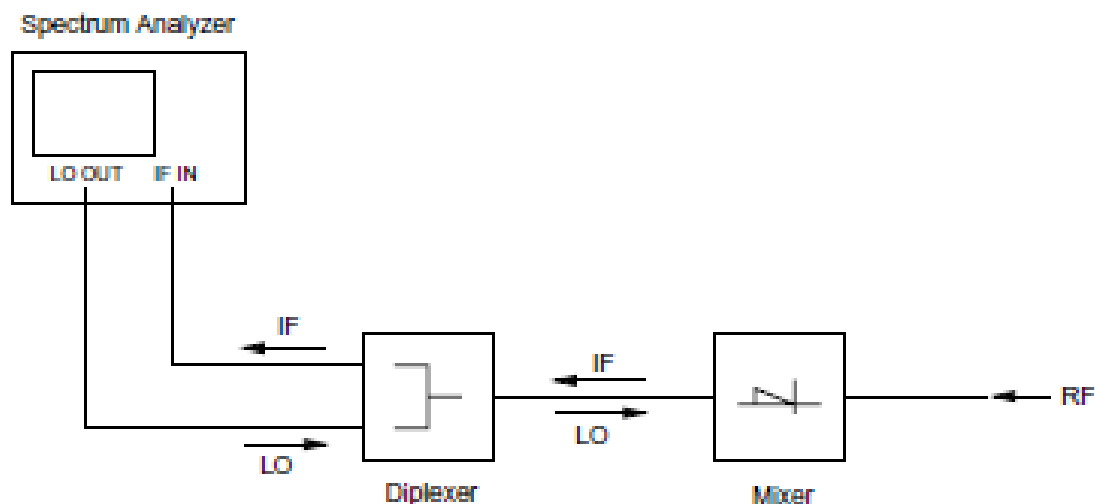 Spectrum Analyzer
LO OUT IF IN
IF
IF
RF
LO
LO
Diplexer
Mixer